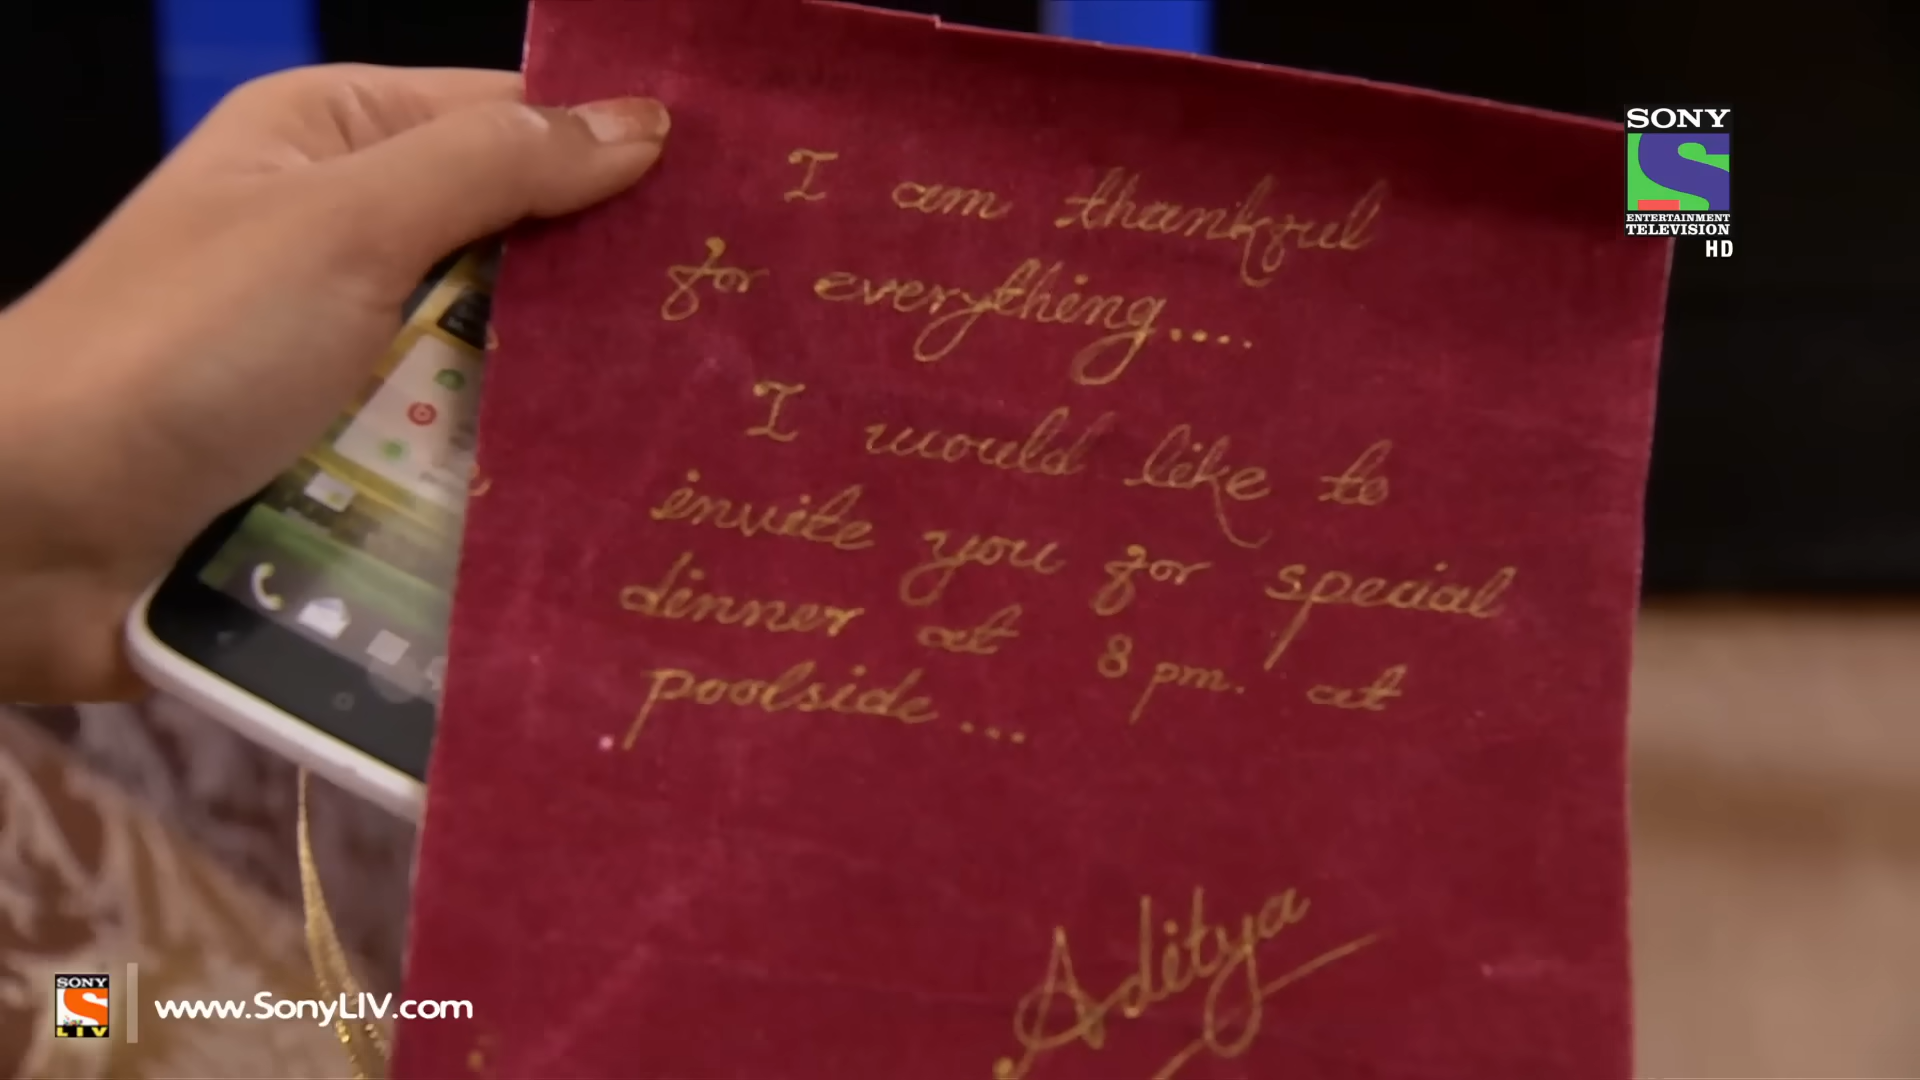 I am thankful
for everything....
I would like to
invite you for special
dinner at 8 pm. at
poolside...
Aditya
SONY
ENTERTAINMENT
TELEVISION
HD
SONY
LIV
www.SonyLIV.com